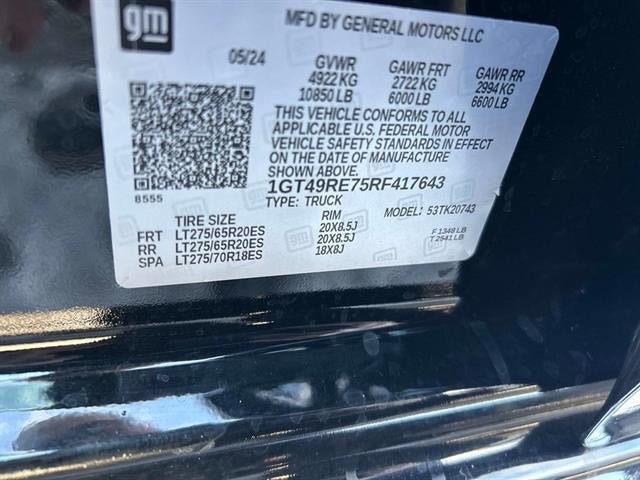 gm
MFD BY GENERAL MOTORS LLC
05/24 GVWR GAWR FRT GAWR RR
4922 KG 2722 KG 2994 KG
10850 LB 6000 LB 6600 LB
THIS VEHICLE CONFORMS TO ALL
APPLICABLE U.S. FEDERAL MOTOR
VEHICLE SAFETY STANDARDS IN EFFECT
ON THE DATE OF MANUFACTURE
SHOWN ABOVE.
8555
1GT49RE75RF417643
TYPE: TRUCK MODEL: 53TK20743
TIRE SIZE RIM
FRT LT275/65R20ES 20X8.5J F 1348 LB
RR LT275/65R20ES 20X8.5J T 2541 LB
SPA LT275/70R18ES 18X8J